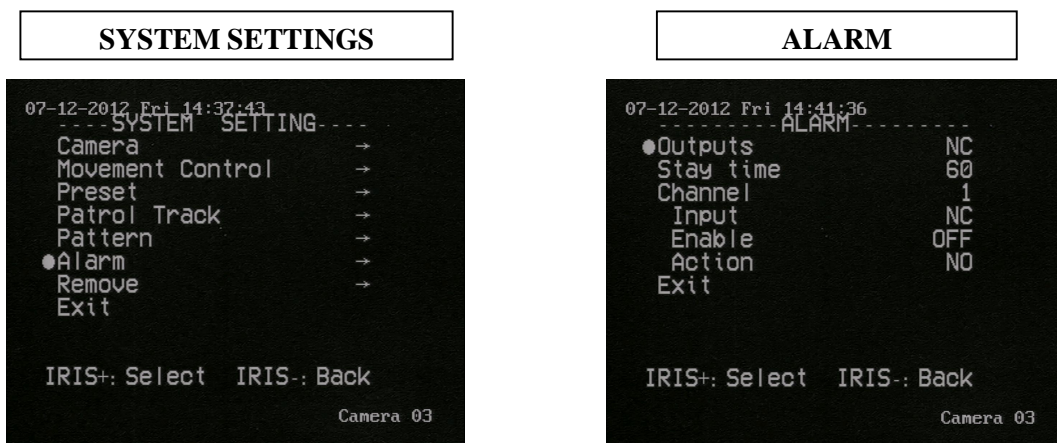 SYSTEM SETTINGS
07-12-2012 Fri 14:37:43
----SYSTEM SETTING----
Camera →
Movement Control →
Preset →
Patrol Track →
Pattern →
●Alarm →
Remove →
Exit
IRIS+: Select IRIS-: Back
Camera 03
ALARM
07-12-2012 Fri 14:41:36
---------ALARM---------
●Outputs NC
Stay time 60
Channel 1
Input NC
Enable OFF
Action NO
Exit
IRIS+: Select IRIS-: Back
Camera 03